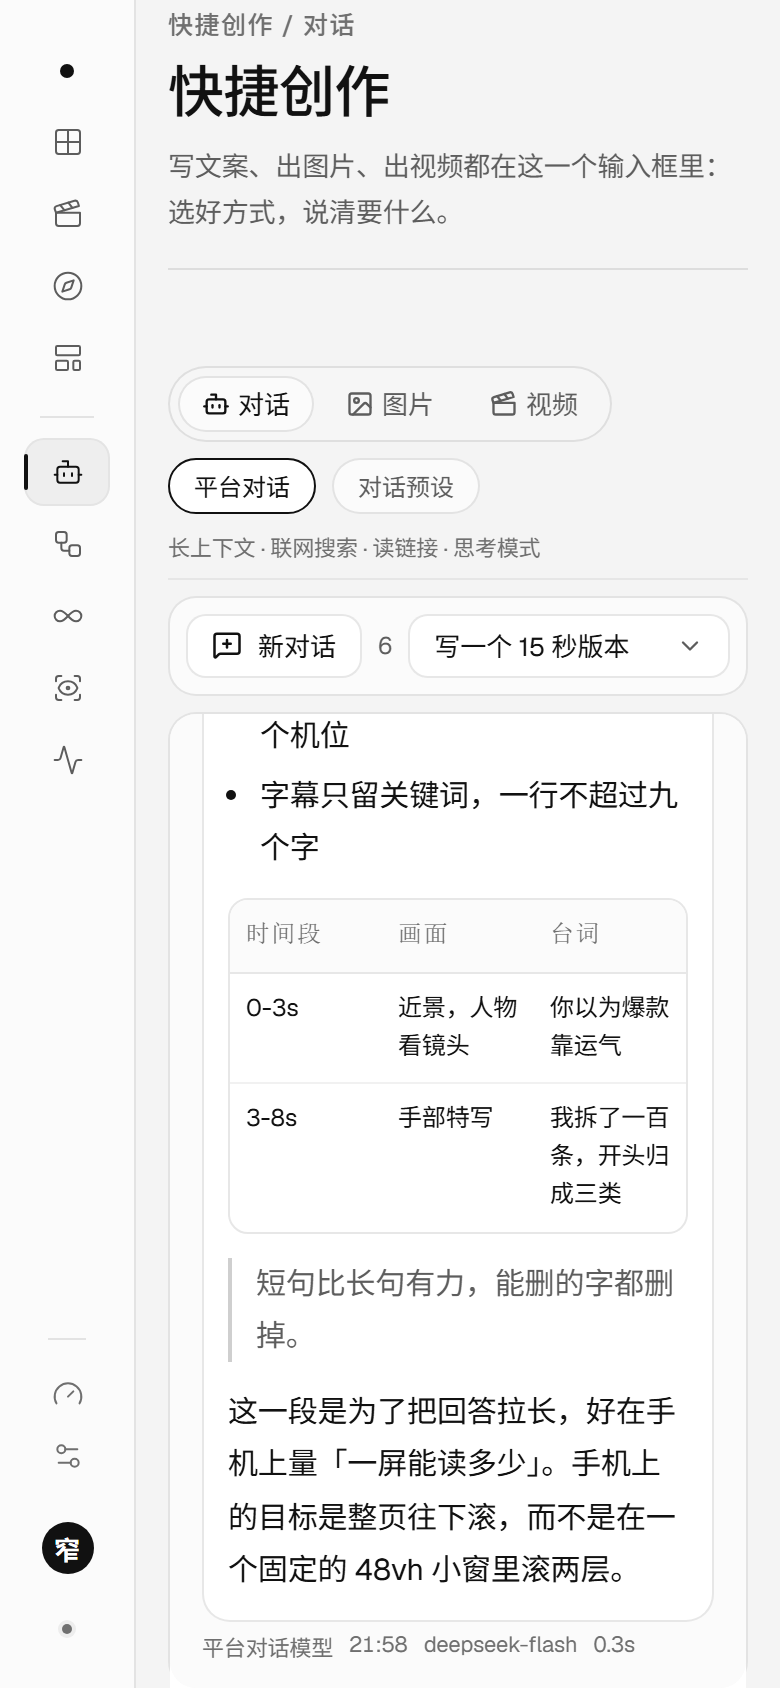 快捷创作 / 对话
快捷创作
写文案、出图片、出视频都在这一个输入框里：
选好方式，说清要什么。
对话 图片 视频
平台对话 对话预设
长上下文 · 联网搜索 · 读链接 · 思考模式
新对话 6 写一个 15 秒版本
个机位
字幕只留关键词，一行不超过九
个字
时间段 画面 台词
0-3s 近景，人物 你以为爆款
看镜头 靠运气
3-8s 手部特写 我拆了一百
条，开头归
成三类
短句比长句有力，能删的字都删
掉。
这一段是为了把回答拉长，好在手
机上量「一屏能读多少」。手机上
的目标是整页往下滚，而不是在一
个固定的 48vh 小窗里滚两层。
窄
平台对话模型 21:58 deepseek-flash 0.3s